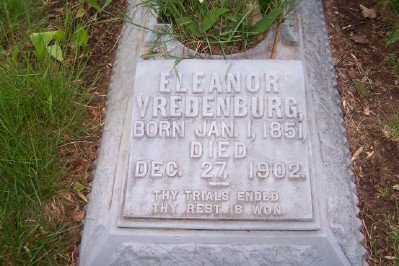 ELEANOR
VREDENBURG,
BORN JAN. 1, 1851,
DIED
DEC. 27, 1902.
THY TRIALS ENDED
THY REST IS WON.